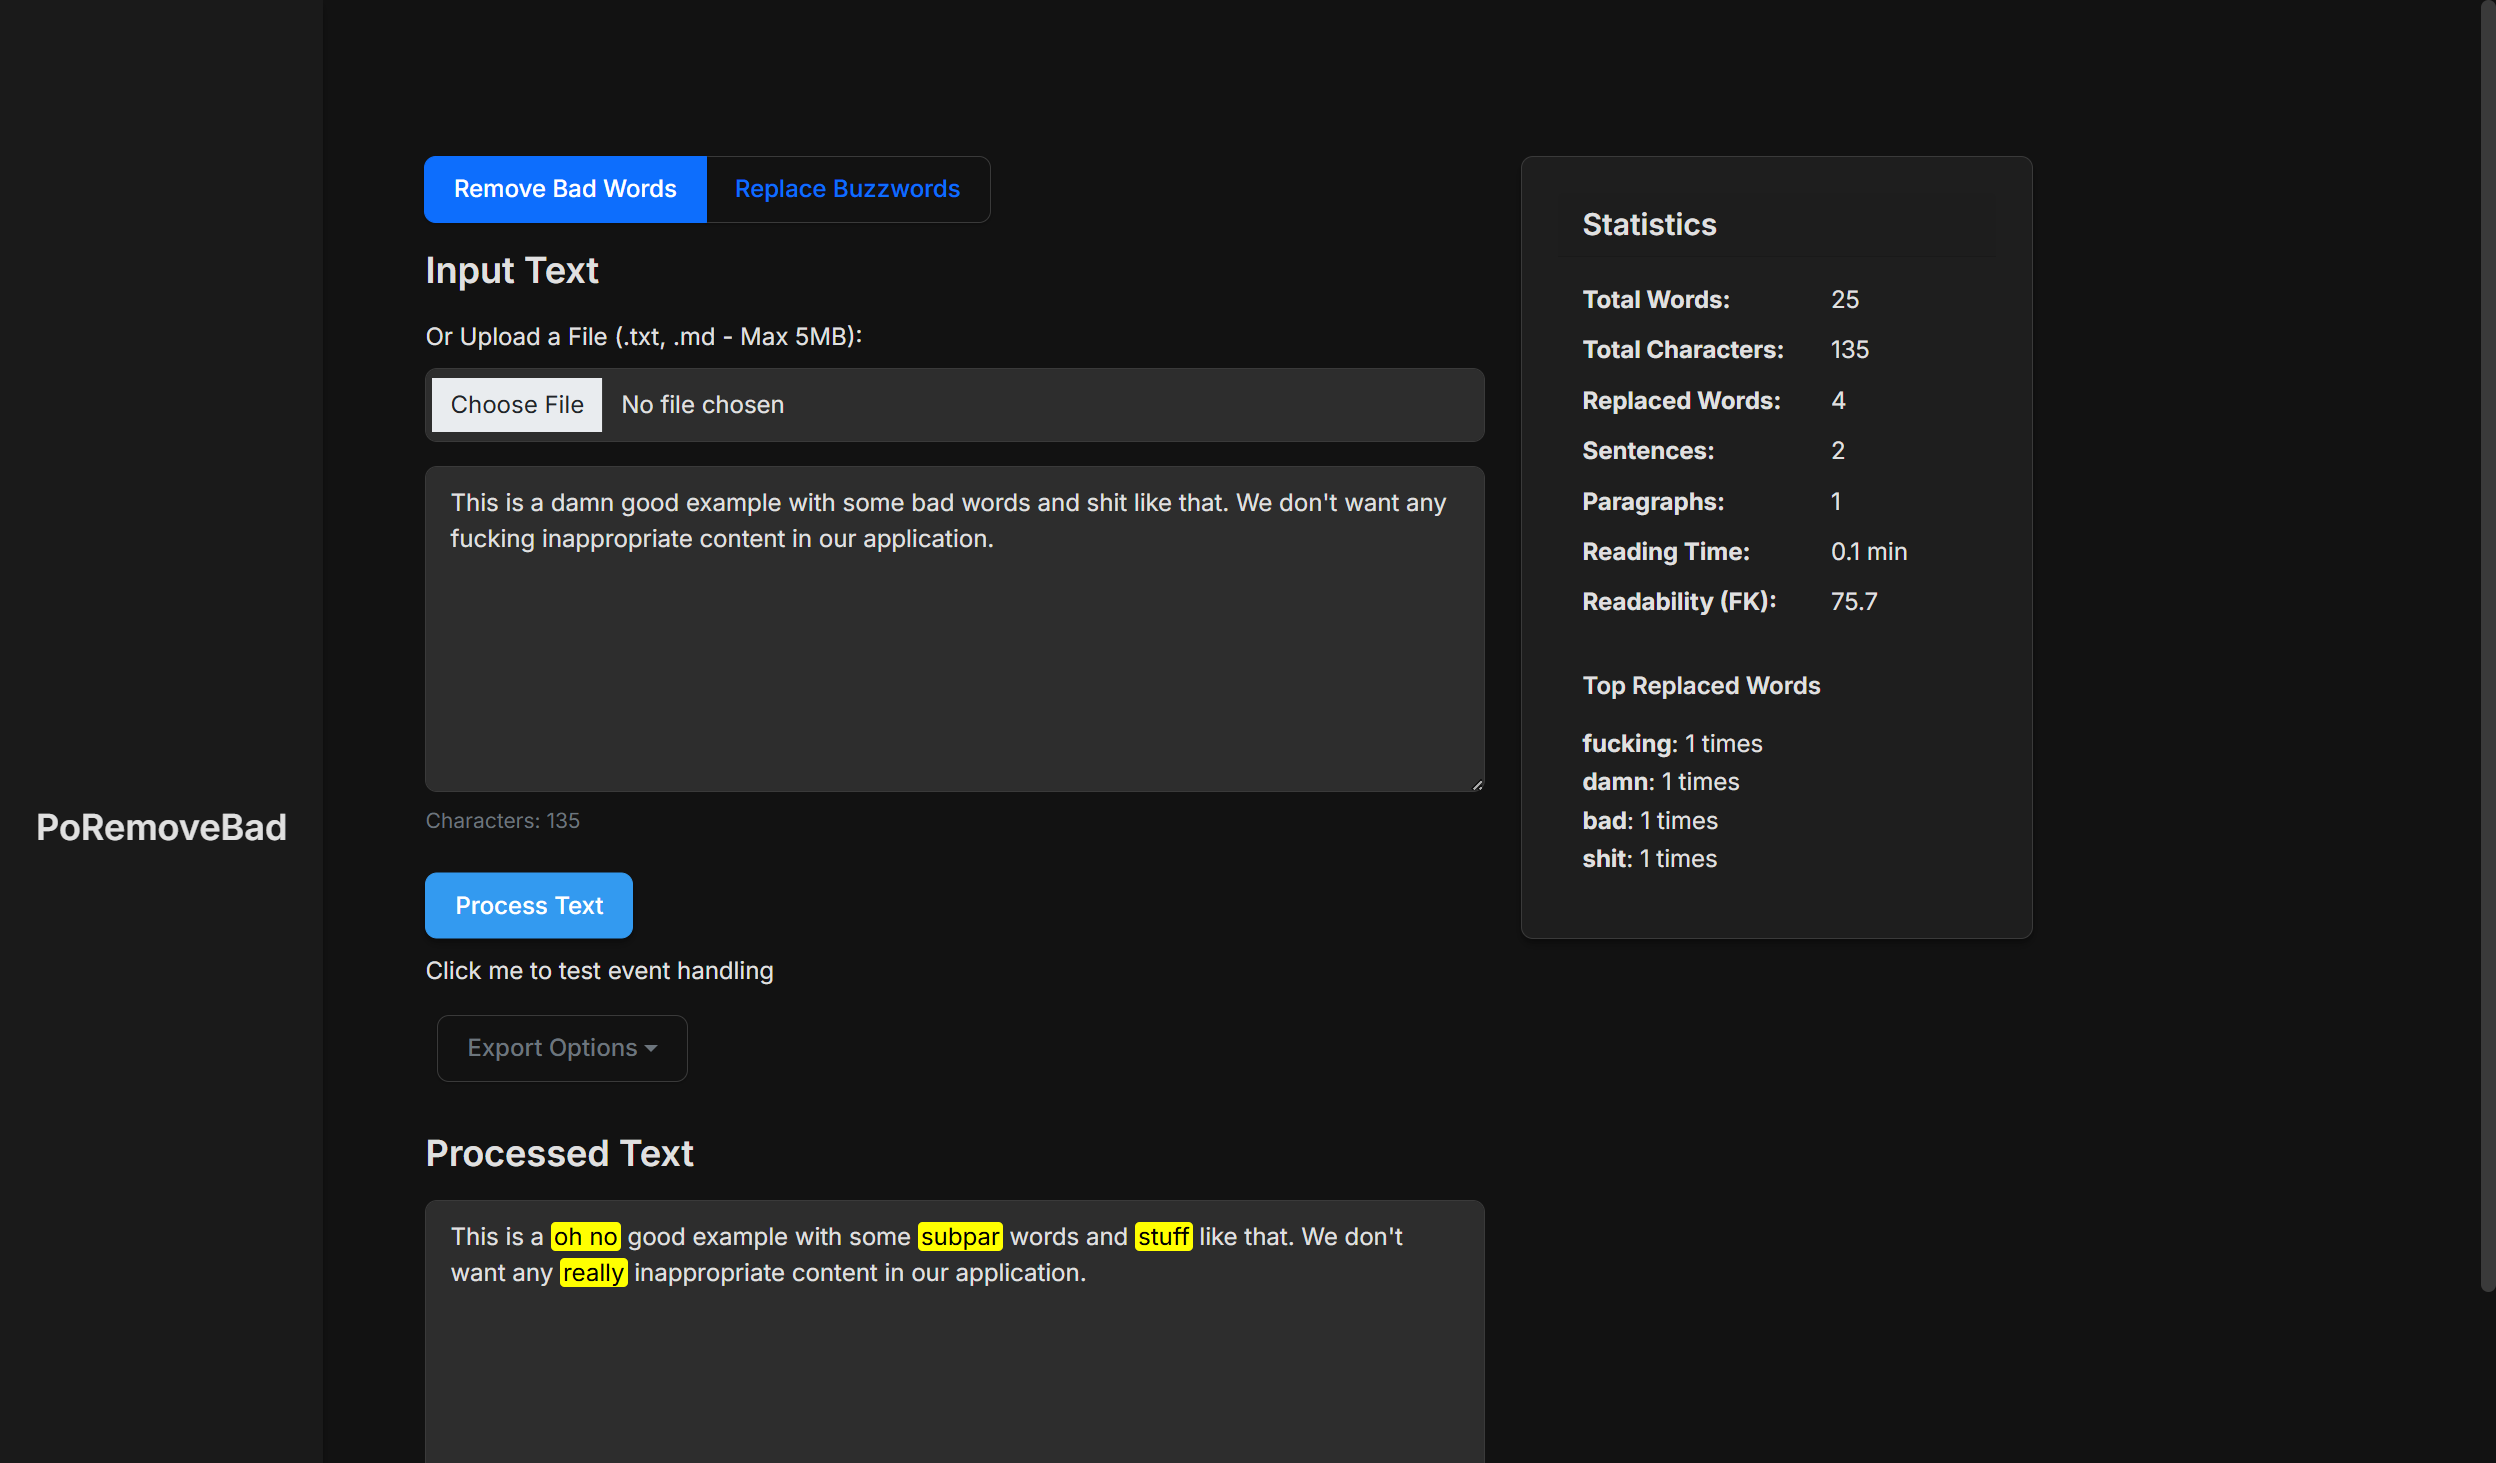 PoRemoveBad
Remove Bad Words
Replace Buzzwords
Input Text
Or Upload a File (.txt, .md - Max 5MB):
Choose File No file chosen
This is a damn good example with some bad words and shit like that. We don't want any
fucking inappropriate content in our application.
Characters: 135
Process Text
Click me to test event handling
Export Options
Processed Text
This is a oh no good example with some subpar words and stuff like that. We don't
want any really inappropriate content in our application.
Statistics
Total Words: 25
Total Characters: 135
Replaced Words: 4
Sentences: 2
Paragraphs: 1
Reading Time: 0.1 min
Readability (FK): 75.7
Top Replaced Words
fucking: 1 times
damn: 1 times
bad: 1 times
shit: 1 times